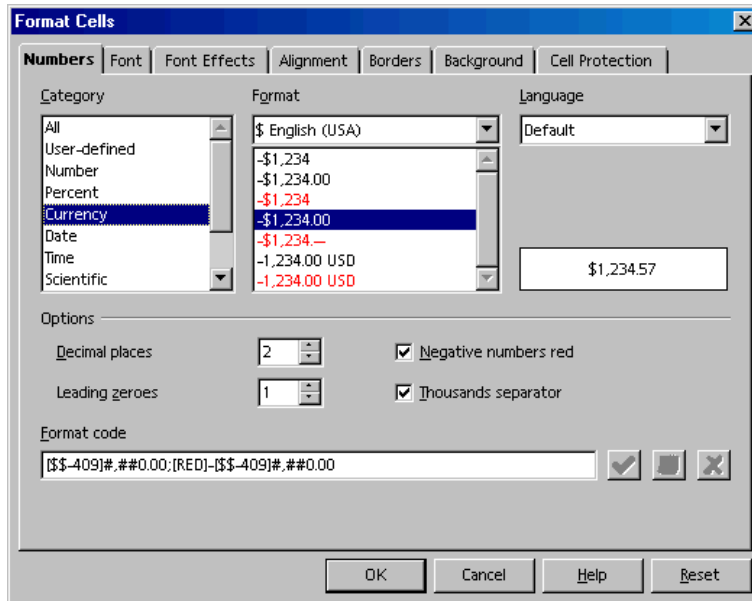 Format Cells
Numbers Font Font Effects Alignment Borders Background Cell Protection
Category Format Language
All
User-defined
Number
Percent
Currency
Date
Time
Scientific
$ English (USA)
-$1,234
-$1,234.00
-$1,234
-$1,234.00
-$1,234.—
-1,234.00 USD
-1,234.00 USD
Default
$1,234.57
Options
Decimal places 2 Negative numbers red
Leading zeroes 1 Thousands separator
Format code
[$$-409]#,##0.00;[RED]-[$$-409]#,##0.00
OK Cancel Help Reset